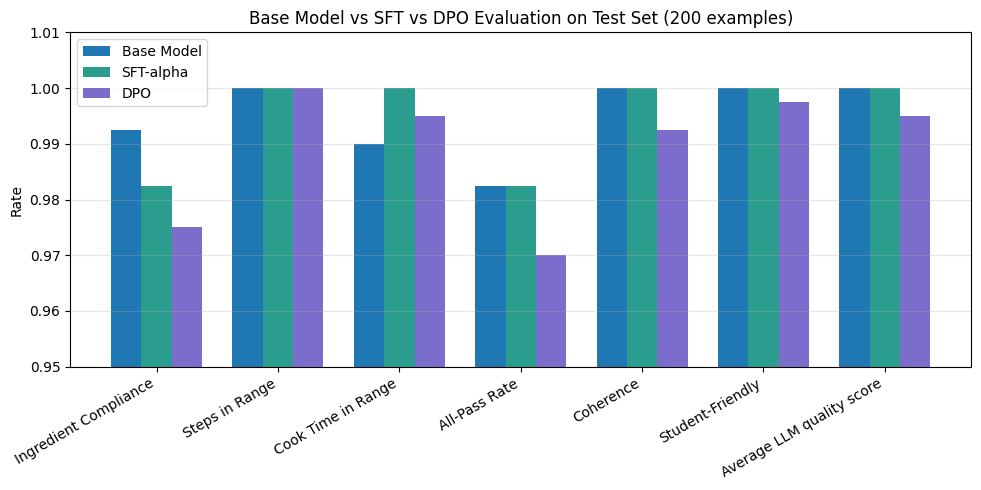 Base Model vs SFT vs DPO Evaluation on Test Set (200 examples)
Base Model
SFT-alpha
DPO
Rate
1.01
1.00
0.99
0.98
0.97
0.96
0.95
Ingredient Compliance
Steps in Range
Cook Time in Range
All-Pass Rate
Coherence
Student-Friendly
Average LLM quality score